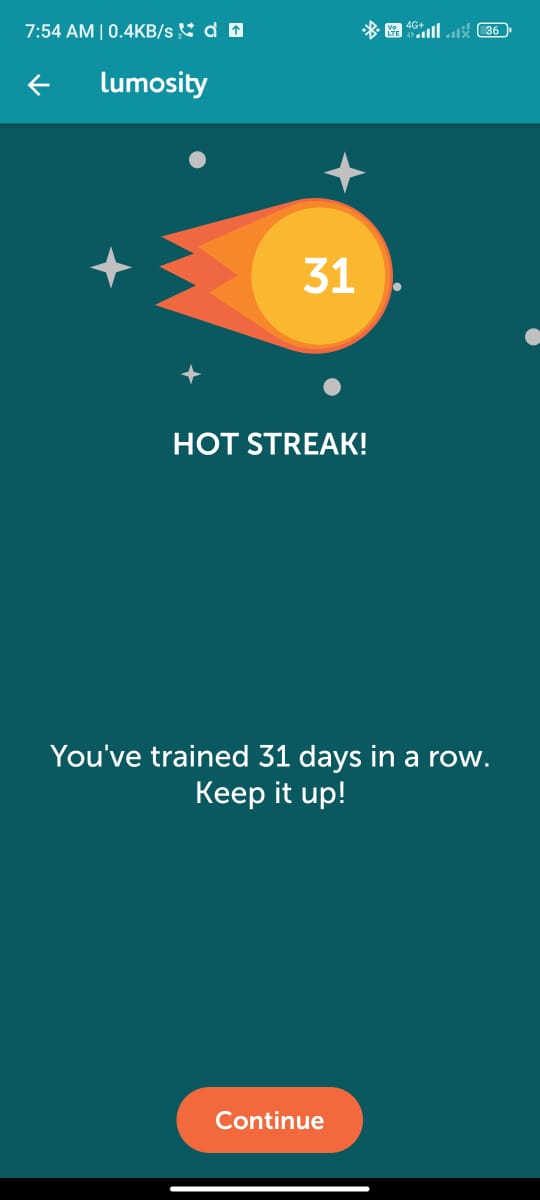 7:54 AM | 0.4KB/s 2 d Vo LTE 4G+ 36
lumosity
31
HOT STREAK!
You've trained 31 days in a row.
Keep it up!
Continue